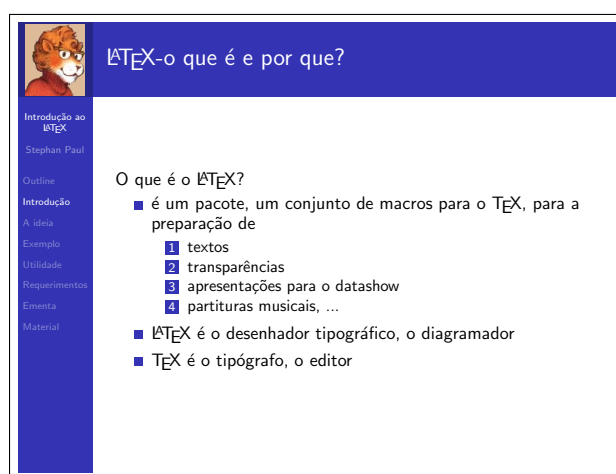 LATEX-o que é e por que?
Introdução ao
LATEX
Stephan Paul
Outline
Introdução
A ideia
Exemplo
Utilidade
Requerimentos
Ementa
Material
O que é o LATEX?
é um pacote, um conjunto de macros para o TEX, para a
preparação de
1 textos
2 transparências
3 apresentações para o datashow
4 partituras musicais, ...
LATEX é o desenhador tipográfico, o diagramador
TEX é o tipógrafo, o editor